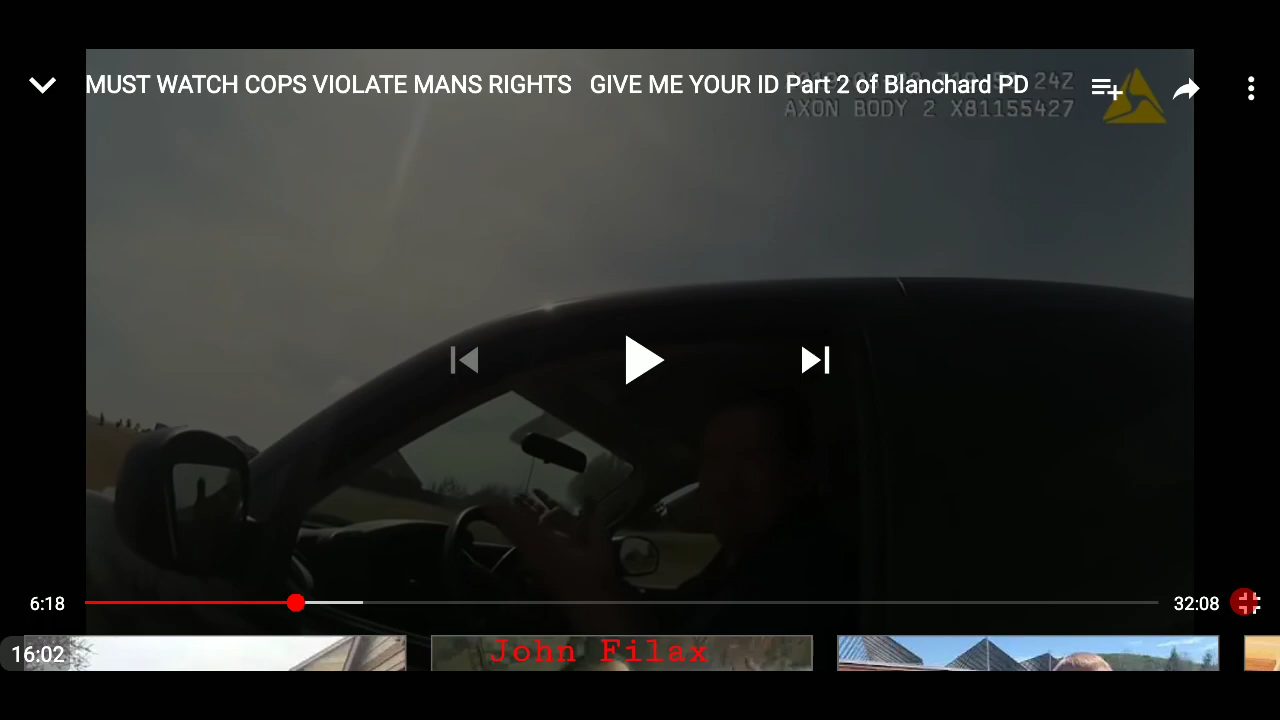 MUST WATCH COPS VIOLATE MANS RIGHTS GIVE ME YOUR ID Part 2 of Blanchard PD
24Z
AXON BODY 2 X81155427
6:18
32:08
16:02
John Filax